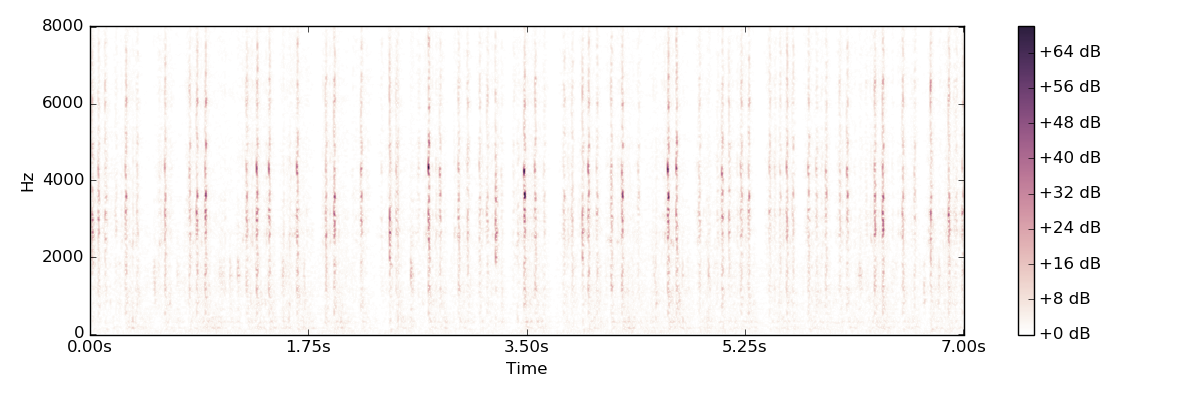 8000
6000
4000
2000
0
Hz
0.00s
1.75s
3.50s
5.25s
7.00s
Time
+64 dB
+56 dB
+48 dB
+40 dB
+32 dB
+24 dB
+16 dB
+8 dB
+0 dB